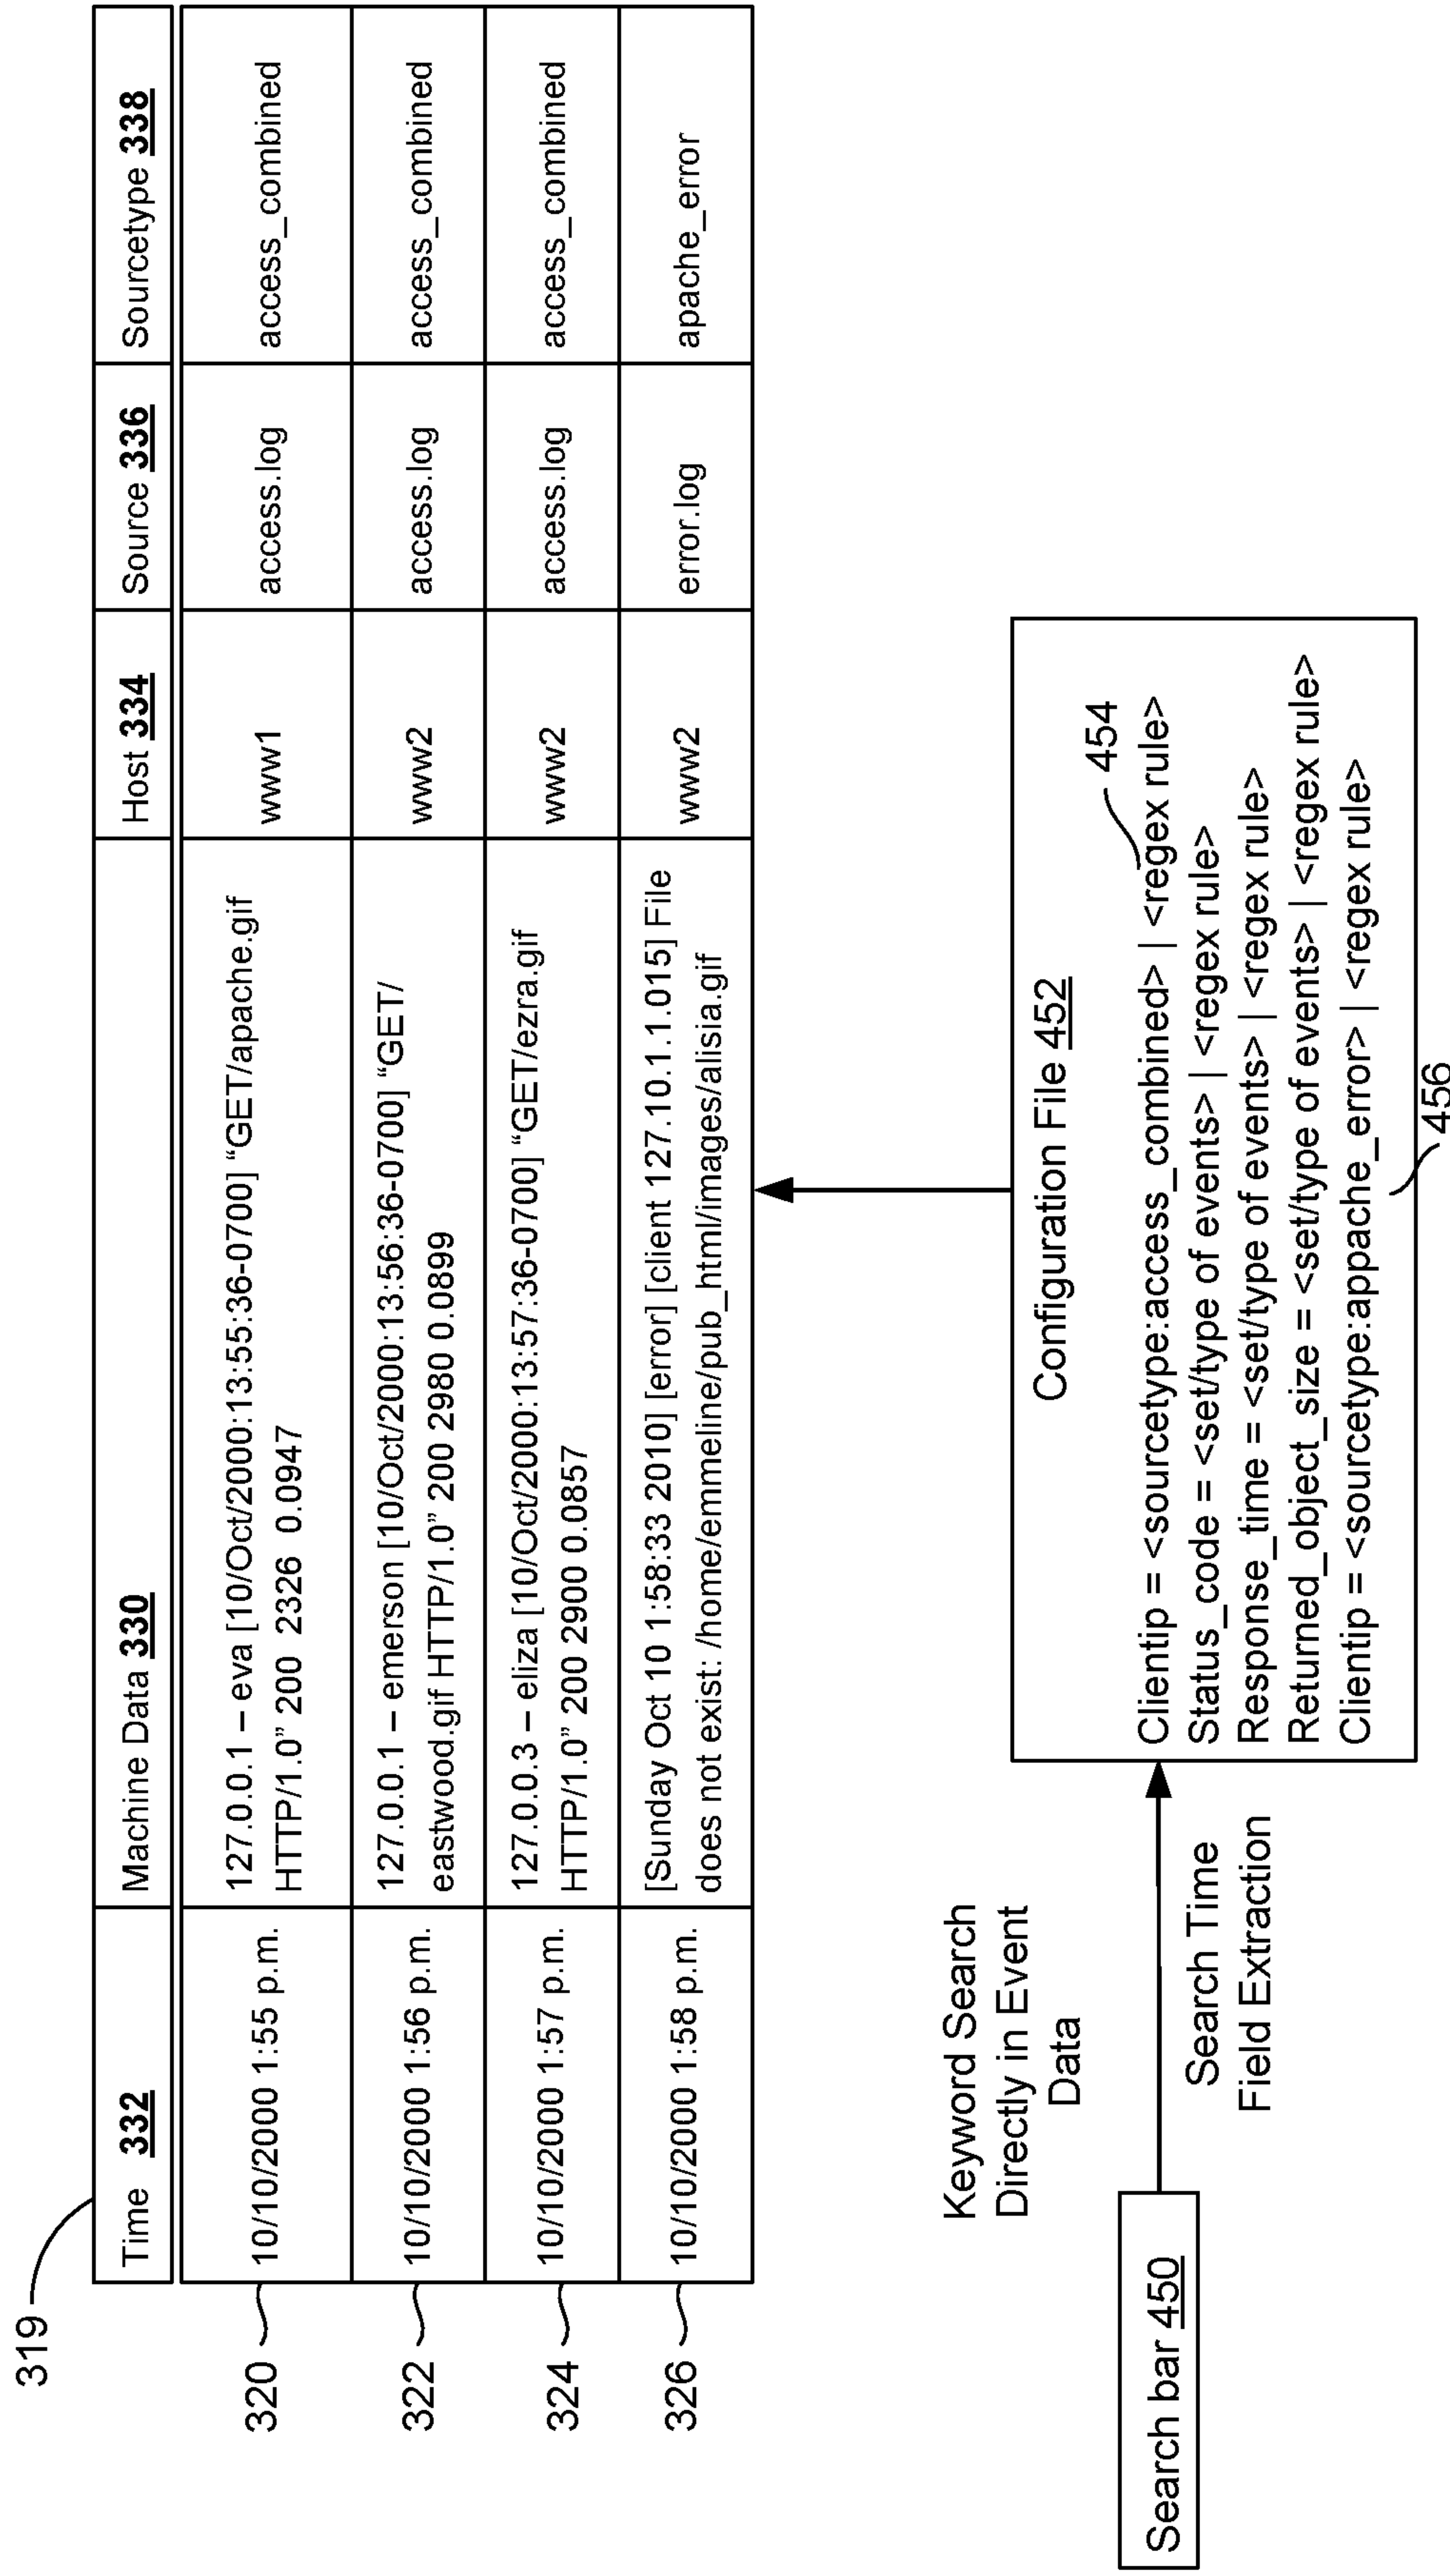 319
Time 332
Machine Data 330
Host 334
Source 336
Sourcetype 338
320
10/10/2000 1:55 p.m.
127.0.0.1 – eva [10/Oct/2000:13:55:36-0700] “GET/apache.gif
HTTP/1.0” 200 2326 0.0947
www1
access.log
access_combined
322
10/10/2000 1:56 p.m.
127.0.0.1 – emerson [10/Oct/2000:13:56:36-0700] “GET/
eastwood.gif HTTP/1.0” 200 2980 0.0899
www2
access.log
access_combined
324
10/10/2000 1:57 p.m.
127.0.0.3 – eliza [10/Oct/2000:13:57:36-0700] “GET/ezra.gif
HTTP/1.0” 200 2900 0.0857
www2
access.log
access_combined
326
10/10/2000 1:58 p.m.
[Sunday Oct 10 1:58:33 2010] [error] [client 127.10.1.1.015] File
does not exist: /home/emmeline/pub_html/images/alisia.gif
www2
error.log
apache_error
Keyword Search
Directly in Event
Data
Search bar 450
Search Time
Field Extraction
Configuration File 452
454
Clientip = <sourcetype:access_combined> | <regex rule>
Status_code = <set/type of events> | <regex rule>
Response_time = <set/type of events> | <regex rule>
Returned_object_size = <set/type of events> | <regex rule>
Clientip = <sourcetype:appache_error> | <regex rule>
456